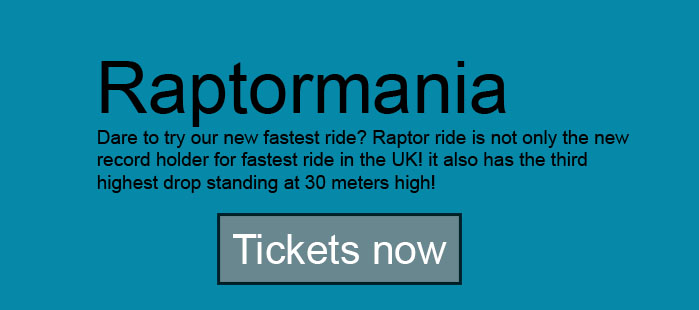 Raptormania
Dare to try our new fastest ride? Raptor ride is not only the new
record holder for fastest ride in the UK! it also has the third
highest drop standing at 30 meters high!
Tickets now